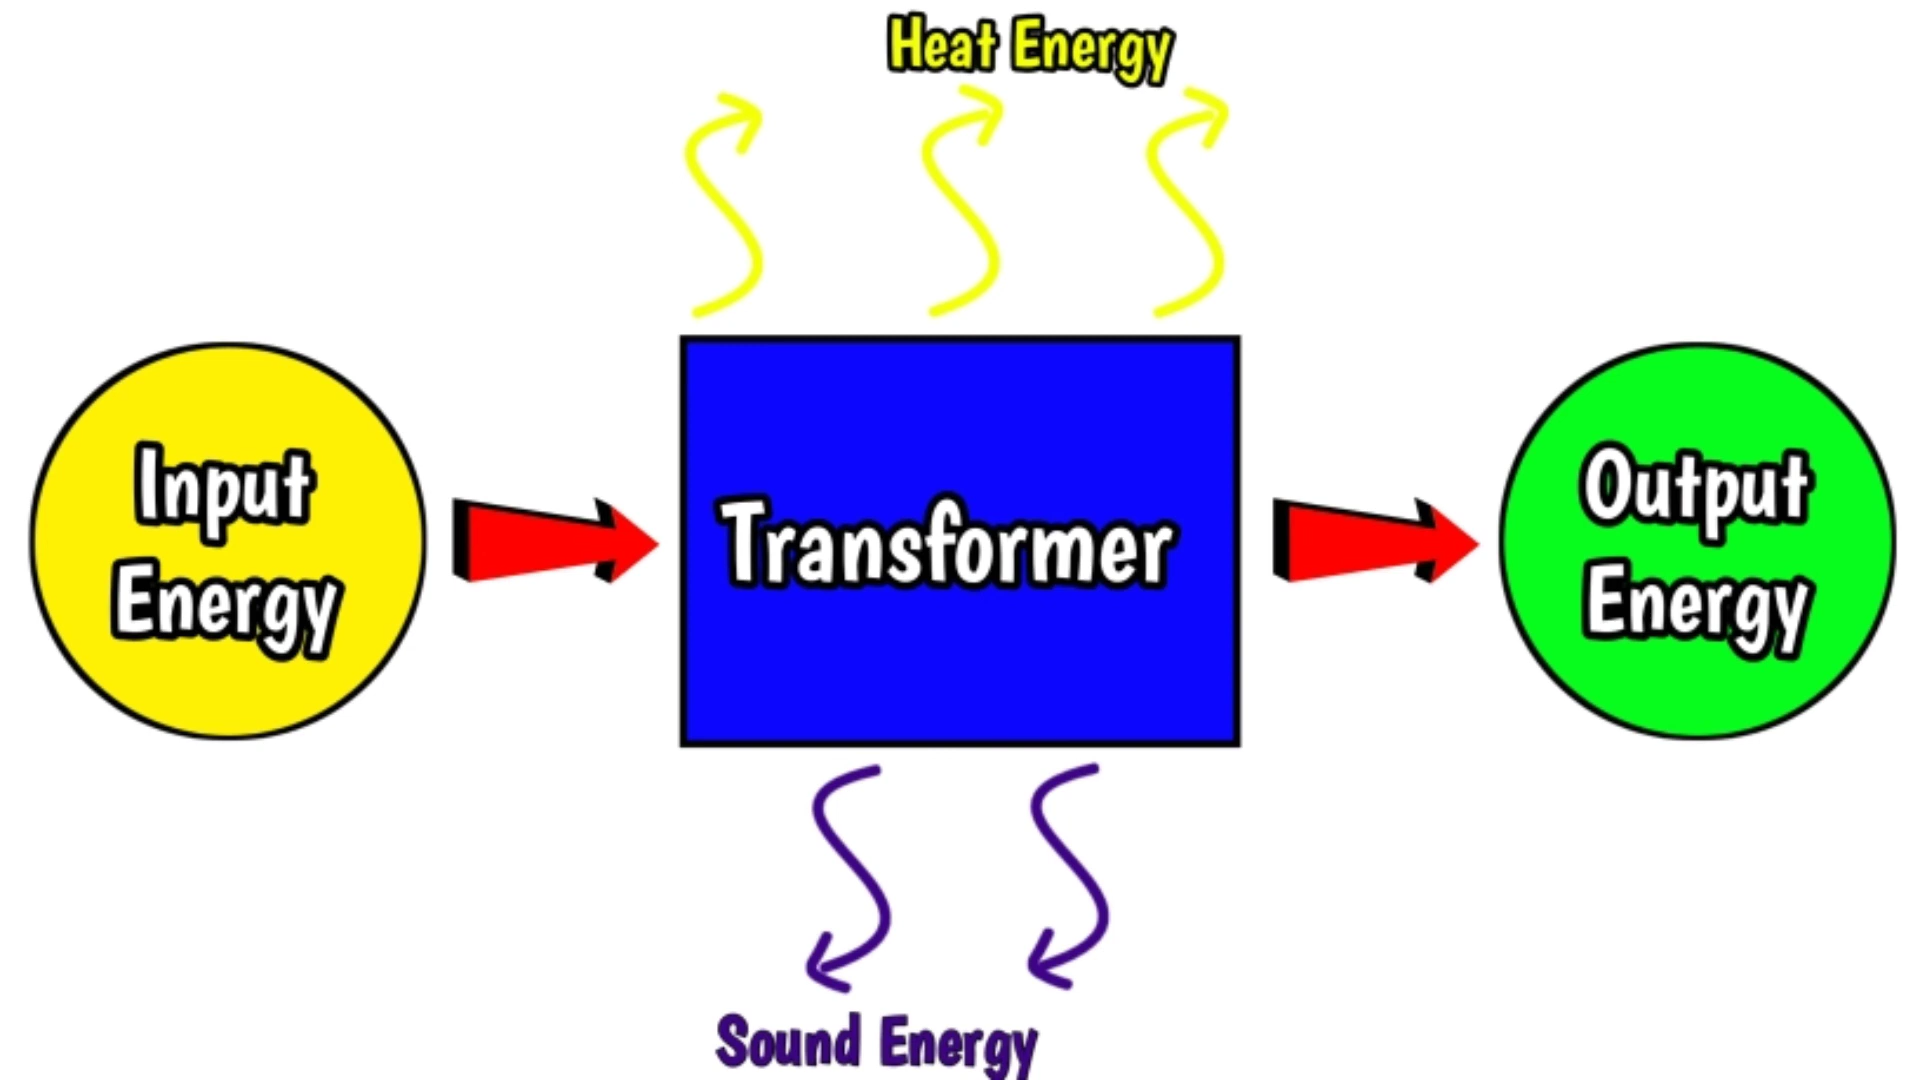 Heat Energy
Input
Energy
Transformer
Output
Energy
Sound Energy